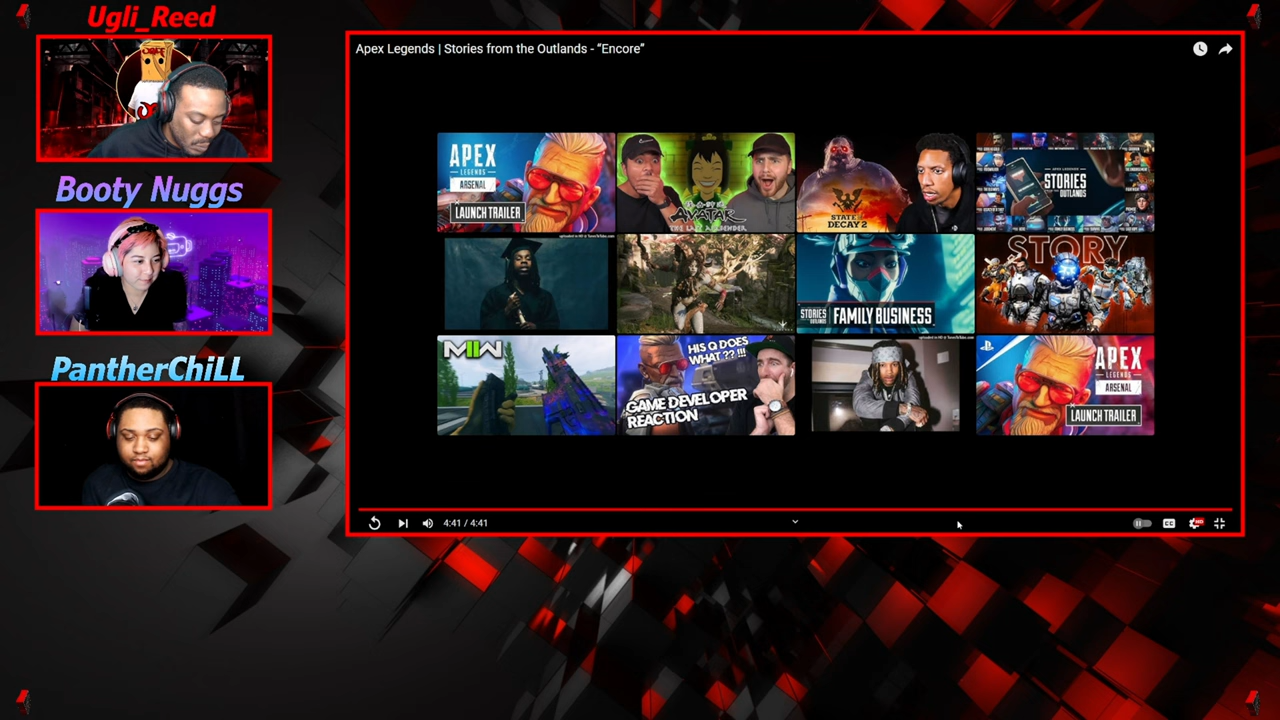 Ugli_Reed
Booty Nuggs
PantherChiLL
Apex Legends | Stories from the Outlands - “Encore”
APEX
LEGENDS
ARSENAL
LAUNCH TRAILER
AVATAR
THE LAST AIRBENDER
STATE OF
DECAY 2
STORIES
OUTLANDS
STORIES
OUTLANDS
FAMILY BUSINESS
STORY
MW
HIS Q DOES
WHAT ?? !!!
GAME DEVELOPER
REACTION
APEX
LEGENDS
ARSENAL
LAUNCH TRAILER
4:41 / 4:41
CC